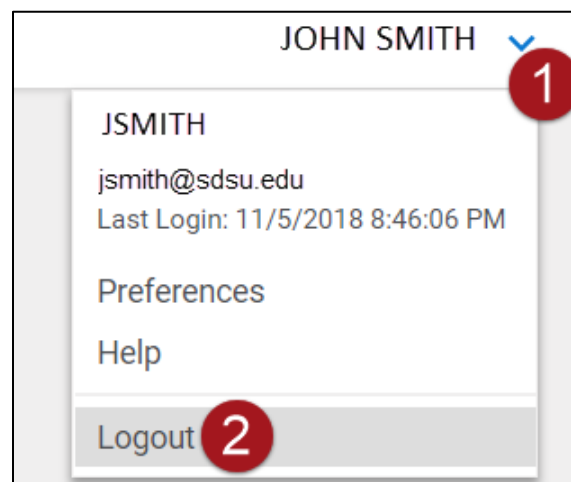 JOHN SMITH
1
JSMITH
jsmith@sdsu.edu
Last Login: 11/5/2018 8:46:06 PM
Preferences
Help
Logout 2